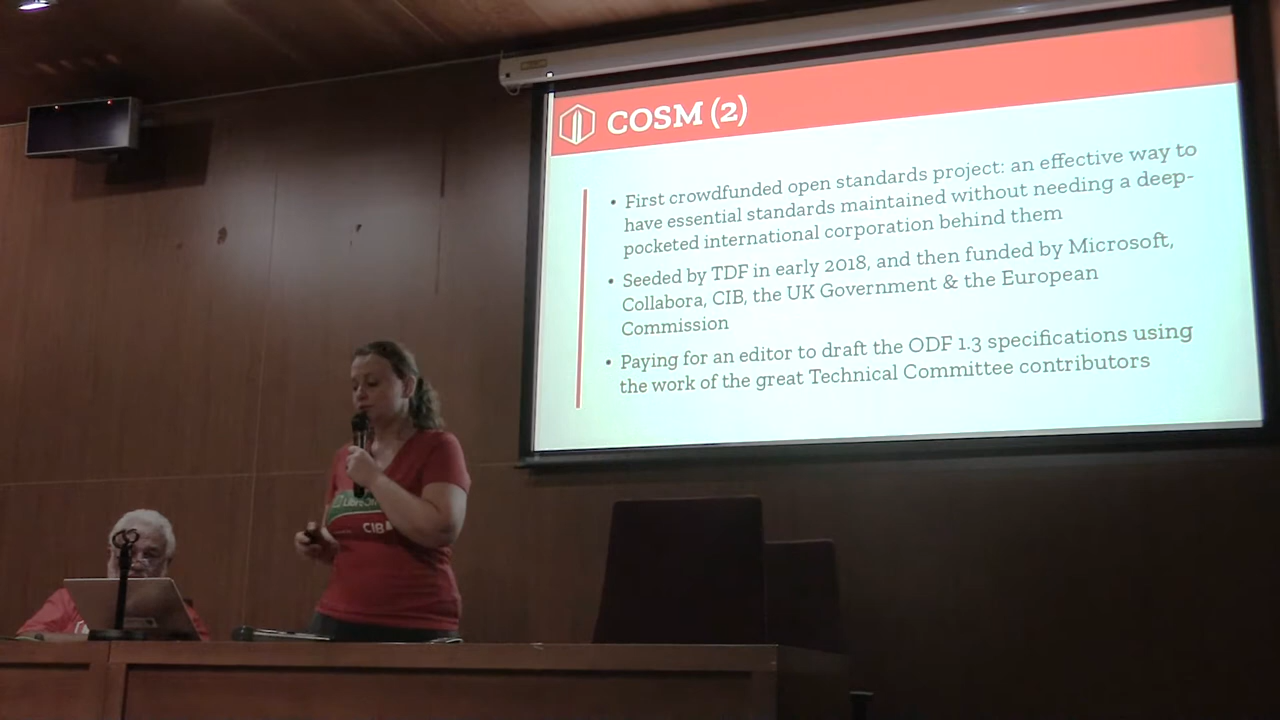 COSM (2)
• First crowdfunded open standards project: an effective way to
have essential standards maintained without needing a deep-
pocketed international corporation behind them
• Seeded by TDF in early 2018, and then funded by Microsoft,
Collabora, CIB, the UK Government & the European
Commission
• Paying for an editor to draft the ODF 1.3 specifications using
the work of the great Technical Committee contributors
CIB